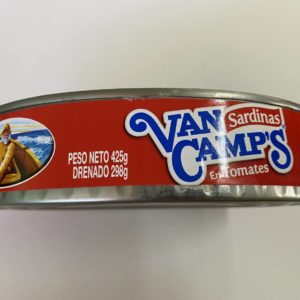 PESO NETO 425g
DRENADO 298g
Sardinas
VAN
CAMP'S
En Tomates